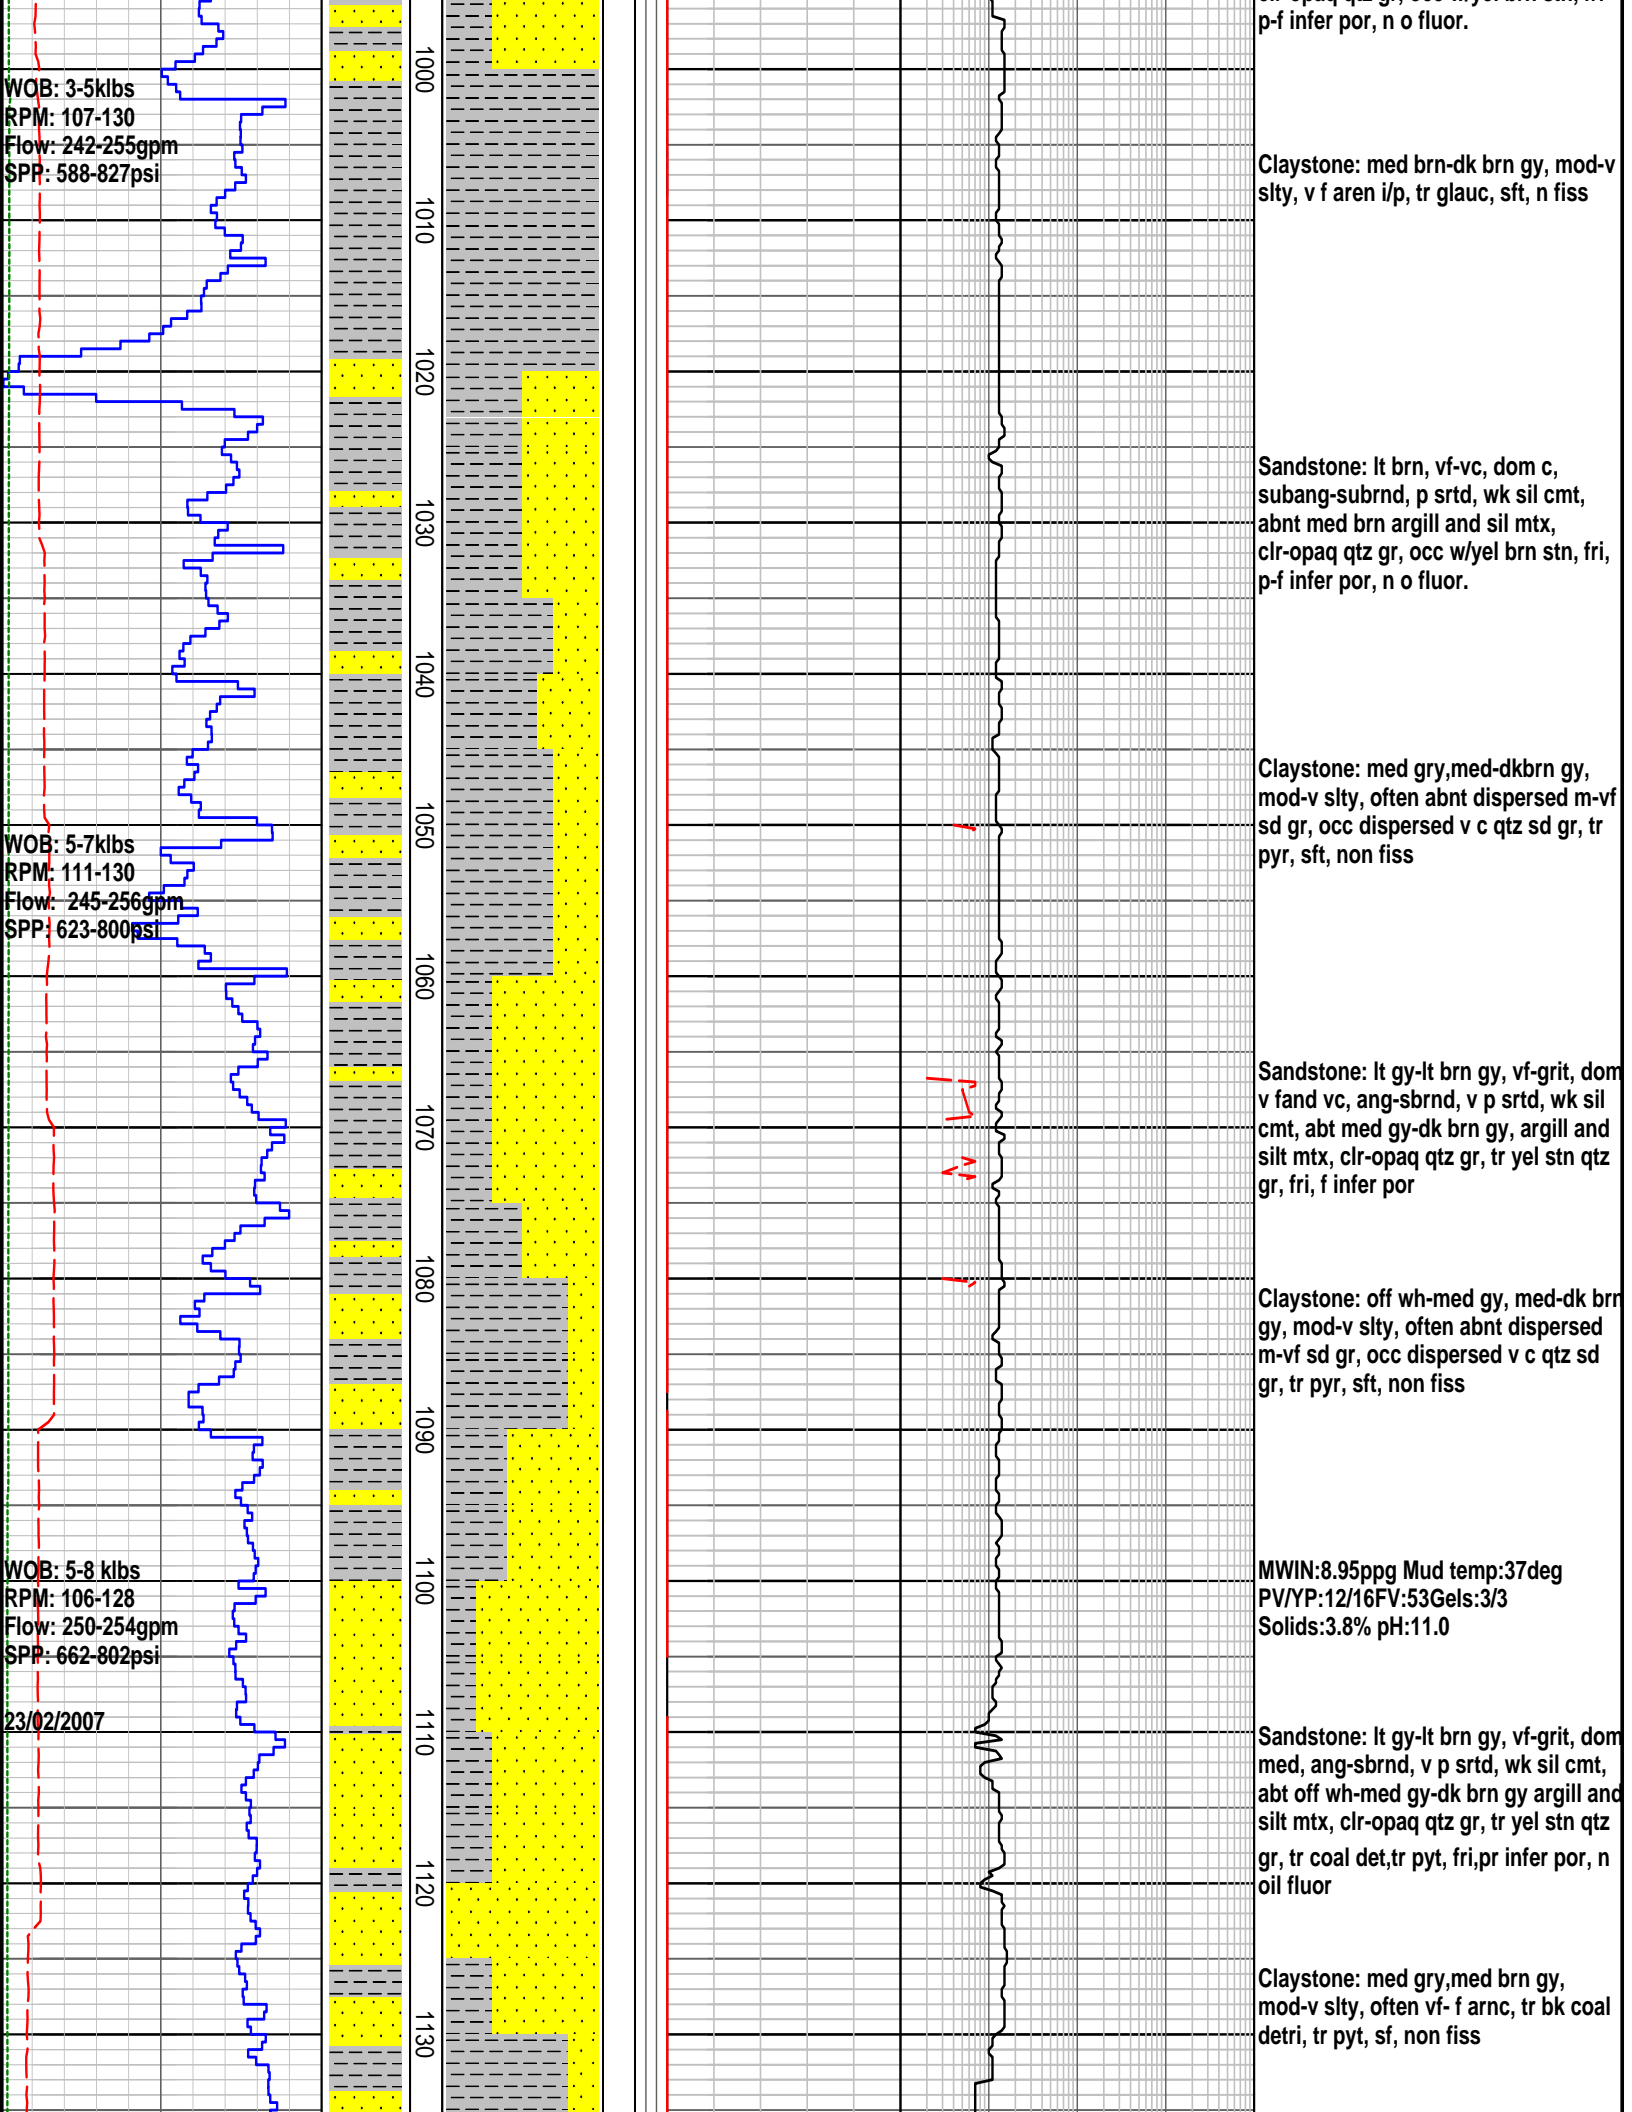 p-f infer por, n o fluor.
1000
WOB: 3-5klbs
RPM: 107-130
Flow: 242-255gpm
SPP: 588-827psi
Claystone: med brn-dk brn gy, mod-v
slty, v f aren i/p, tr glauc, sft, n fiss
1010
1020
Sandstone: lt brn, vf-vc, dom c,
subang-subrnd, p srtd, wk sil cmt,
abnt med brn argill and sil mtx,
clr-opaq qtz gr, occ w/yel brn stn, fri,
p-f infer por, n o fluor.
1030
1040
Claystone: med gry,med-dkbrn gy,
mod-v slty, often abnt dispersed m-vf
sd gr, occ dispersed v c qtz sd gr, tr
pyr, sft, non fiss
1050
WOB: 5-7klbs
RPM: 111-130
Flow: 245-256gpm
SPP: 623-800psi
1060
Sandstone: lt gy-lt brn gy, vf-grit, dom
v fand vc, ang-sbrnd, v p srtd, wk sil
cmt, abt med gy-dk brn gy, argill and
silt mtx, clr-opaq qtz gr, tr yel stn qtz
gr, fri, f infer por
1070
1080
Claystone: off wh-med gy, med-dk brn
gy, mod-v slty, often abnt dispersed
m-vf sd gr, occ dispersed v c qtz sd
gr, tr pyr, sft, non fiss
1090
1100
WOB: 5-8 klbs
RPM: 106-128
Flow: 250-254gpm
SPP: 662-802psi
MWIN:8.95ppg Mud temp:37deg
PV/YP:12/16FV:53Gels:3/3
Solids:3.8% pH:11.0
23/02/2007
1110
Sandstone: lt gy-lt brn gy, vf-grit, dom
med, ang-sbrnd, v p srtd, wk sil cmt,
abt off wh-med gy-dk brn gy argill and
silt mtx, clr-opaq qtz gr, tr yel stn qtz
gr, tr coal det,tr pyt, fri,pr infer por, n
oil fluor
1120
Claystone: med gry,med brn gy,
mod-v slty, often vf- f arnc, tr bk coal
detri, tr pyt, sf, non fiss
1130